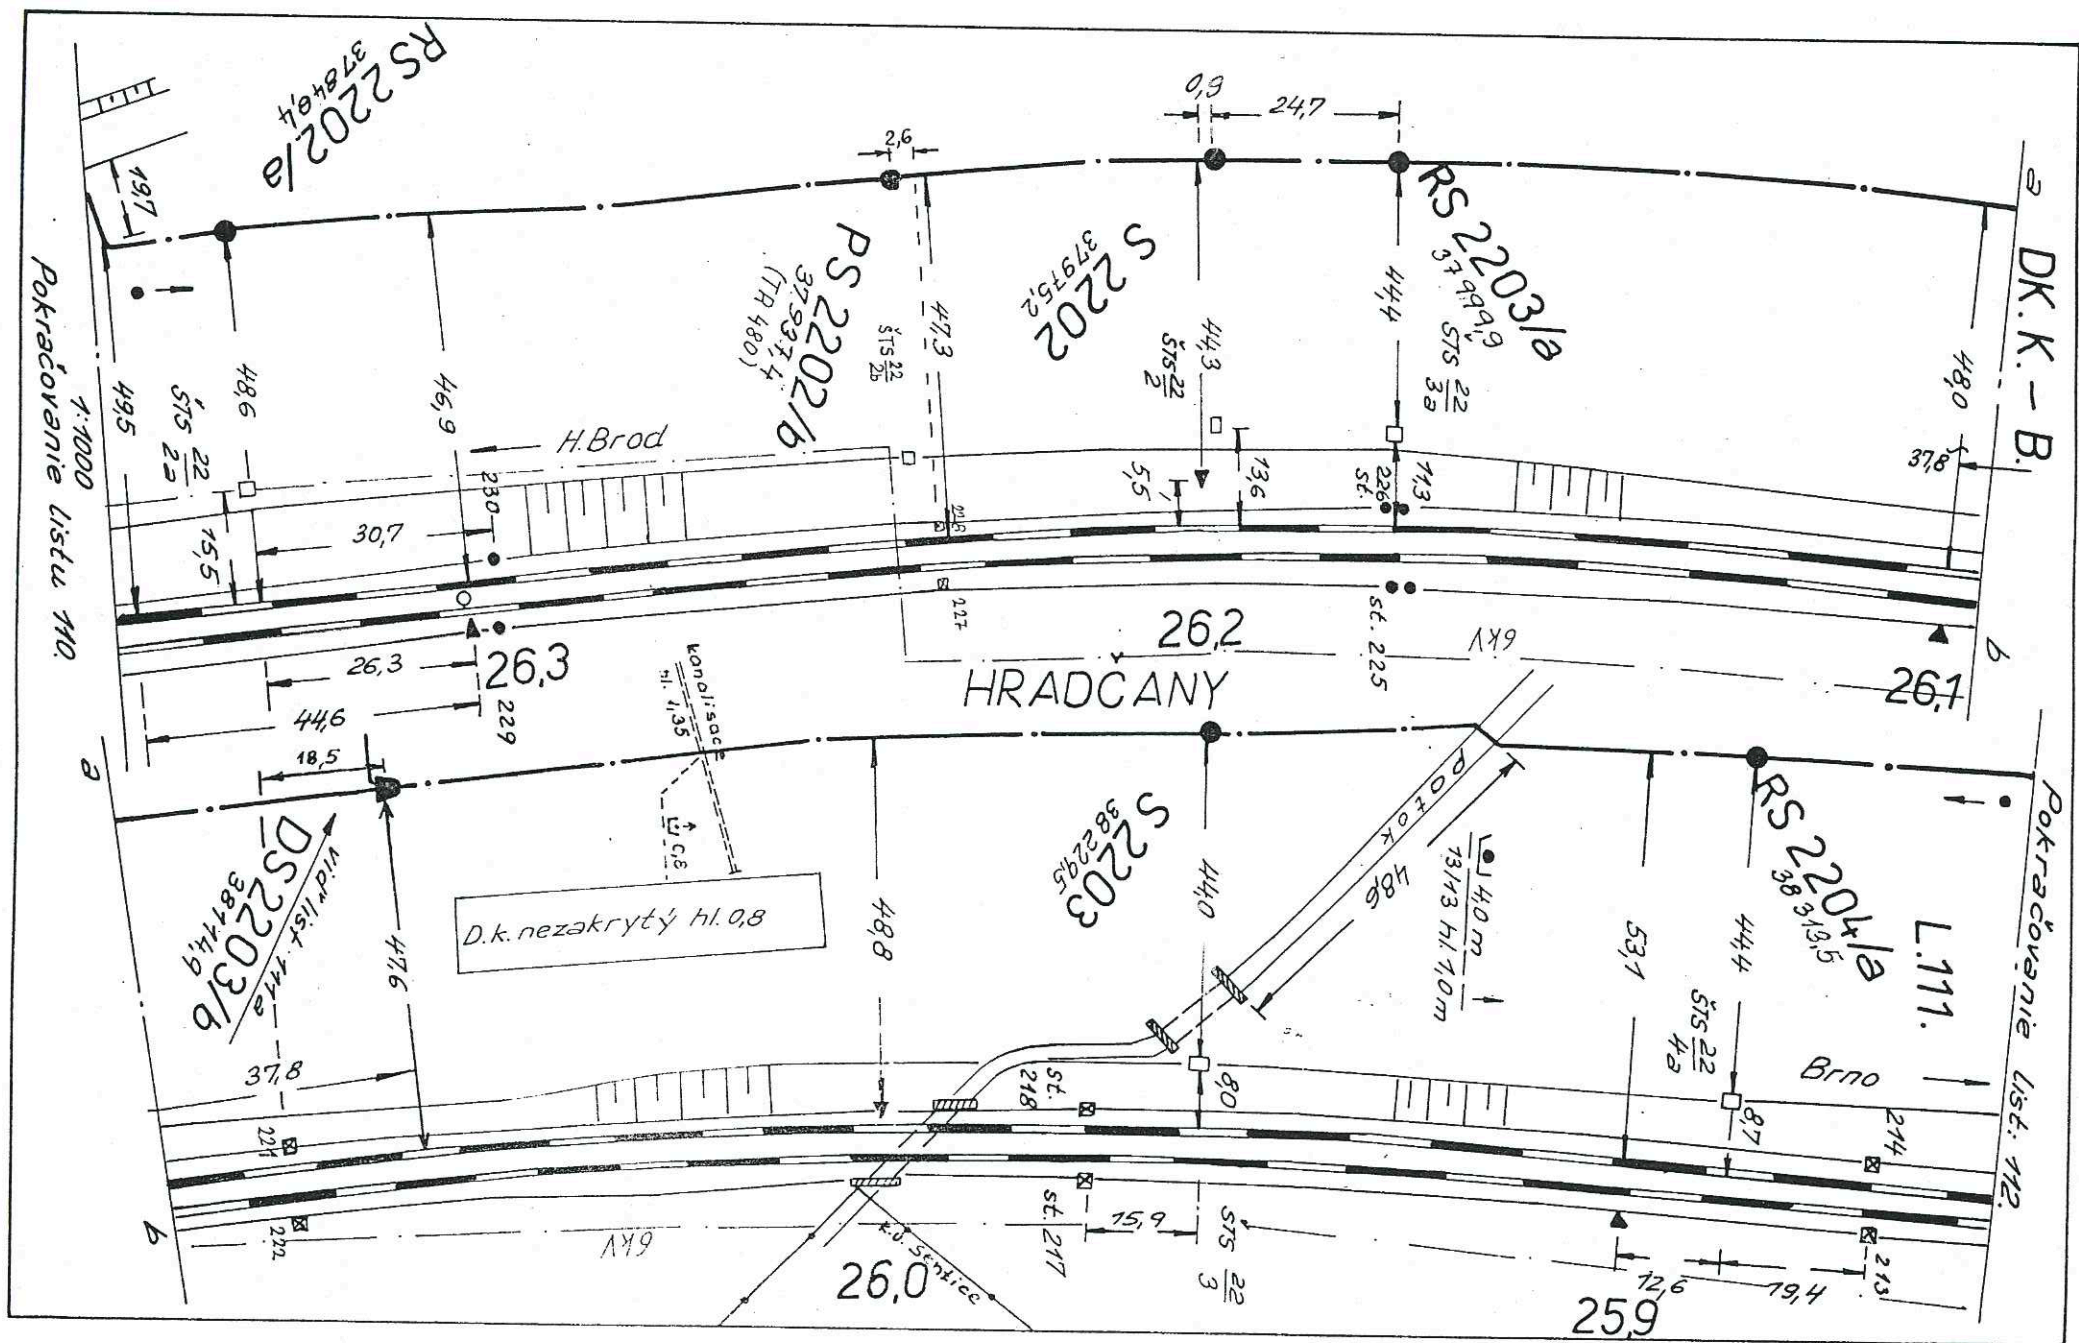 DK. K. - B.
L.111.
1:1000
Pokračovanie listu 110.
Pokračovanie list. 112.
a
b
RS 2202/a
37848,4
19,7
49,5
48,6
ŠTS 22
2a
15,5
46,9
30,7
230
H. Brod
2,6
PS 2202/b
37.937,4
(TR 480)
ŠTS 22
2b
47,3
228
227
S 2202
37975,2
0,9
24,7
44,3
ŠTS 22
2
5,5
13,6
RS 2203/a
37999,9
ŠTS 22
3a
44,4
11,3
st. 226
st. 225
48,0
37,8
26,3
26,3
44,6
229
26,2
6kV
26,1
HRADČANY
a
b
18,5
DS 2203/b
38114,9
viď list. 111a
47,6
37,8
221
222
kanalisace
hl. 1,35
č.8
D.k. nezakrytý hl. 0,8
48,8
S 2203
38229,5
44,0
8,0
potok
48,6
4,0 m
13/13 hl. 1,0 m
53,1
RS 2204/a
38313,5
44,4
ŠTS 22
4a
8,7
Brno
214
213
st. 218
st. 217
15,9
ŠTS 22
3
6kV
26,0
k.ú. Sentice
12,6
19,4
25,9